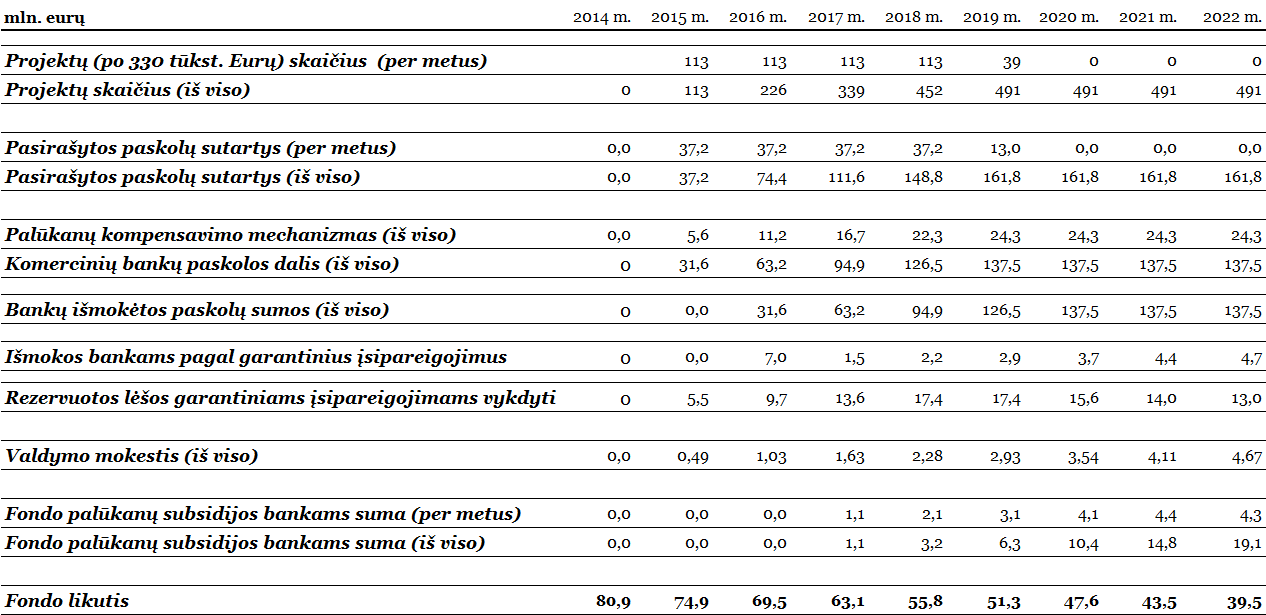 mln. eurų 2014 m. 2015 m. 2016 m. 2017 m. 2018 m. 2019 m. 2020 m. 2021 m. 2022 m.
Projektų (po 330 tūkst. Eurų) skaičius (per metus) 113 113 113 113 39 0 0 0
Projektų skaičius (iš viso) 0 113 226 339 452 491 491 491 491
Pasirašytos paskolų sutartys (per metus) 0,0 37,2 37,2 37,2 37,2 13,0 0,0 0,0 0,0
Pasirašytos paskolų sutartys (iš viso) 0,0 37,2 74,4 111,6 148,8 161,8 161,8 161,8 161,8
Palūkanų kompensavimo mechanizmas (iš viso) 0,0 5,6 11,2 16,7 22,3 24,3 24,3 24,3 24,3
Komercinių bankų paskolos dalis (iš viso) 0 31,6 63,2 94,9 126,5 137,5 137,5 137,5 137,5
Bankų išmokėtos paskolų sumos (iš viso) 0 0,0 31,6 63,2 94,9 126,5 137,5 137,5 137,5
Išmokos bankams pagal garantinius įsipareigojimus 0 0,0 7,0 1,5 2,2 2,9 3,7 4,4 4,7
Rezervuotos lėšos garantiniams įsipareigojimams vykdyti 0 5,5 9,7 13,6 17,4 17,4 15,6 14,0 13,0
Valdymo mokestis (iš viso) 0,0 0,49 1,03 1,63 2,28 2,93 3,54 4,11 4,67
Fondo palūkanų subsidijos bankams suma (per metus) 0,0 0,0 0,0 1,1 2,1 3,1 4,1 4,4 4,3
Fondo palūkanų subsidijos bankams suma (iš viso) 0,0 0,0 0,0 1,1 3,2 6,3 10,4 14,8 19,1
Fondo likutis 80,9 74,9 69,5 63,1 55,8 51,3 47,6 43,5 39,5